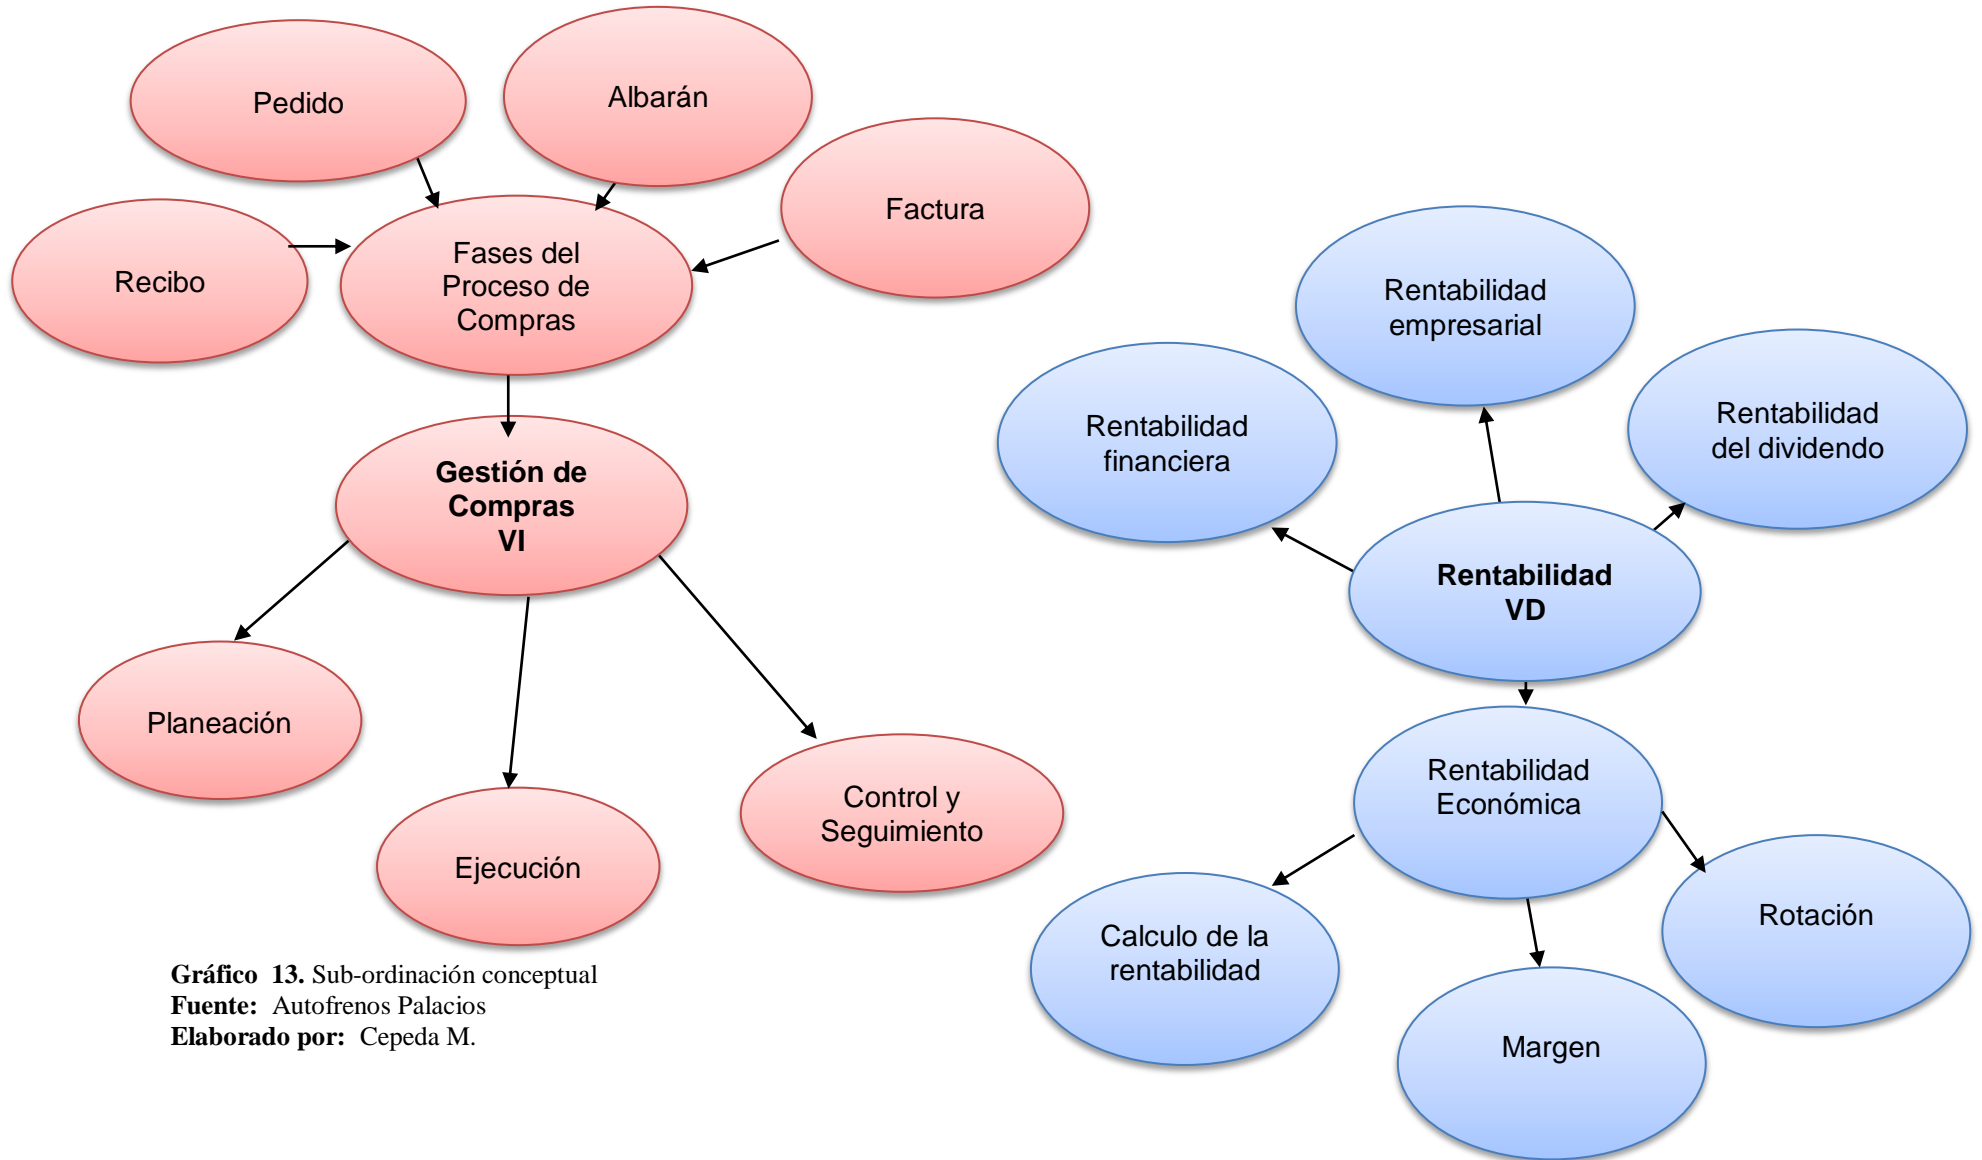 Pedido
Albarán
Factura
Recibo
Fases del
Proceso de
Compras
Gestión de
Compras
VI
Planeación
Ejecución
Control y
Seguimiento
Rentabilidad
empresarial
Rentabilidad
financiera
Rentabilidad
del dividendo
Rentabilidad
VD
Rentabilidad
Económica
Calculo de la
rentabilidad
Margen
Rotación
Gráfico 13. Sub-ordinación conceptual
Fuente: Autofrenos Palacios
Elaborado por: Cepeda M.